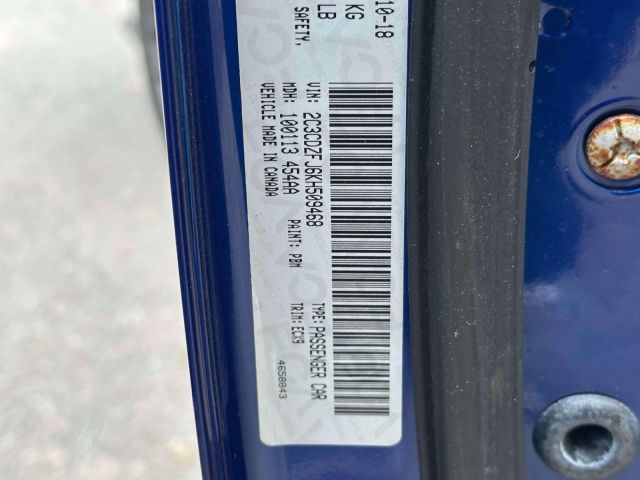 10-18
KG
LB
SAFETY,
VIN: 2C3CDZFJ6KH509468 TYPE: PASSENGER CAR
MDH: 100113 454AA PAINT: PBM TRIM: ECX9
VEHICLE MADE IN CANADA 4658843